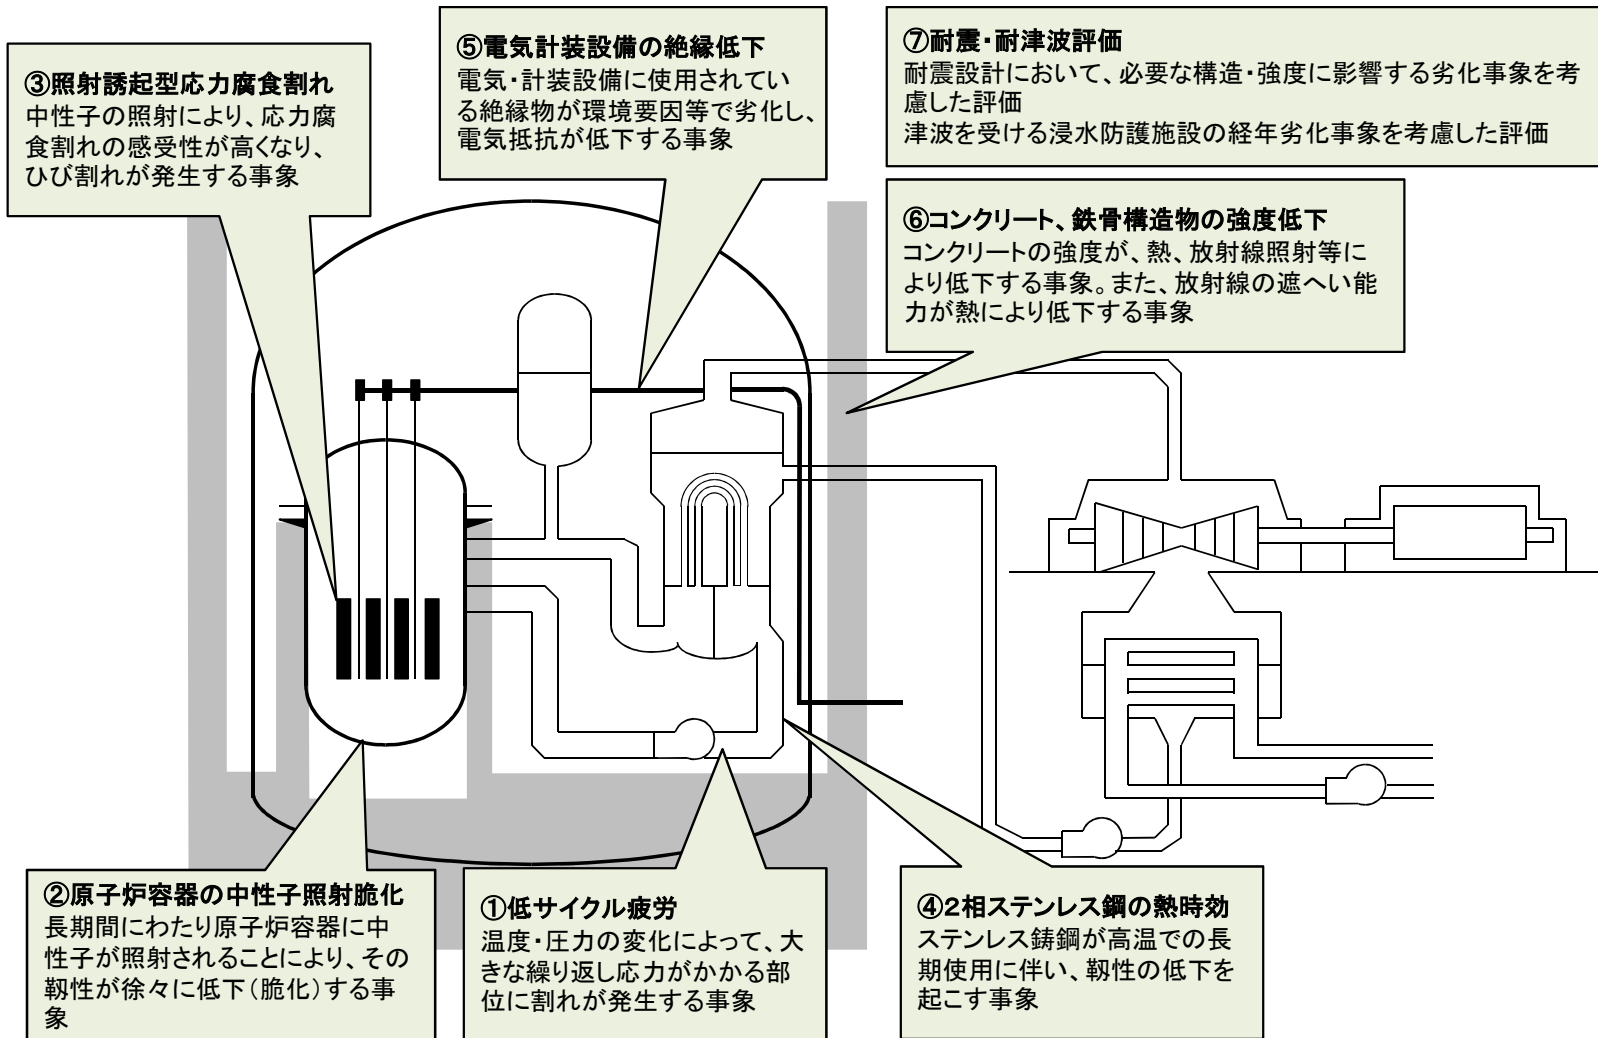 ③照射誘起型応力腐食割れ
中性子の照射により、応力腐
食割れの感受性が高くなり、
ひび割れが発生する事象
⑤電気計装設備の絶縁低下
電気・計装設備に使用されてい
る絶縁物が環境要因等で劣化し、
電気抵抗が低下する事象
⑦耐震・耐津波評価
耐震設計において、必要な構造・強度に影響する劣化事象を考
慮した評価
津波を受ける浸水防護施設の経年劣化事象を考慮した評価
⑥コンクリート、鉄骨構造物の強度低下
コンクリートの強度が、熱、放射線照射等に
より低下する事象。また、放射線の遮へい能
力が熱により低下する事象
②原子炉容器の中性子照射脆化
長期間にわたり原子炉容器に中
性子が照射されることにより、その
靱性が徐々に低下（脆化）する事
象
①低サイクル疲労
温度・圧力の変化によって、大
きな繰り返し応力がかかる部
位に割れが発生する事象
④2相ステンレス鋼の熱時効
ステンレス鋳鋼が高温での長
期使用に伴い、靱性の低下を
起こす事象